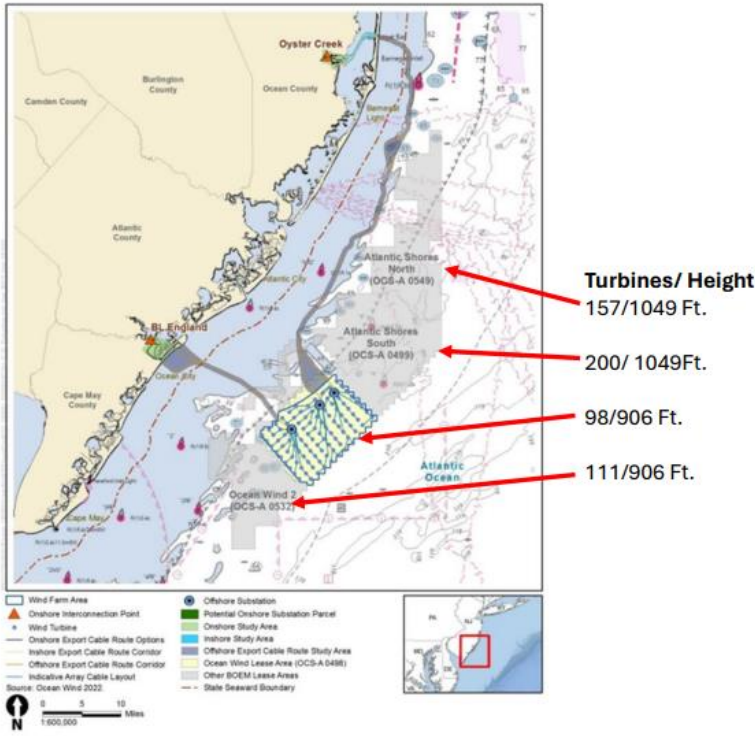 Oyster Creek
Burlington
County
Ocean County
Camden County
Barnegat
Light
Atlantic
County
Atlantic Shores
North
(OCS-A 0549)
Turbines/ Height
157/1049 Ft.
Atlantic City
BL England
Atlantic Shores
South
(OCS-A 0499)
200/ 1049Ft.
Ocean City
Cape May
County
98/906 Ft.
Atlantic
Ocean
111/906 Ft.
Ocean Wind 2
(OCS-A 0532)
Cape May
Wind Farm Area
Onshore Interconnection Point
Wind Turbine
Onshore Export Cable Route Options
Inshore Export Cable Route Corridor
Offshore Export Cable Route Corridor
Indicative Array Cable Layout
Source: Ocean Wind 2022
Offshore Substation
Potential Onshore Substation Parcel
Onshore Study Area
Inshore Study Area
Offshore Export Cable Route Study Area
Ocean Wind Lease Area (OCS-A 0498)
Other BOEM Lease Areas
State Seaward Boundary
N
0 5 10
Miles
1:600,000
PA
NJ
MD
DE